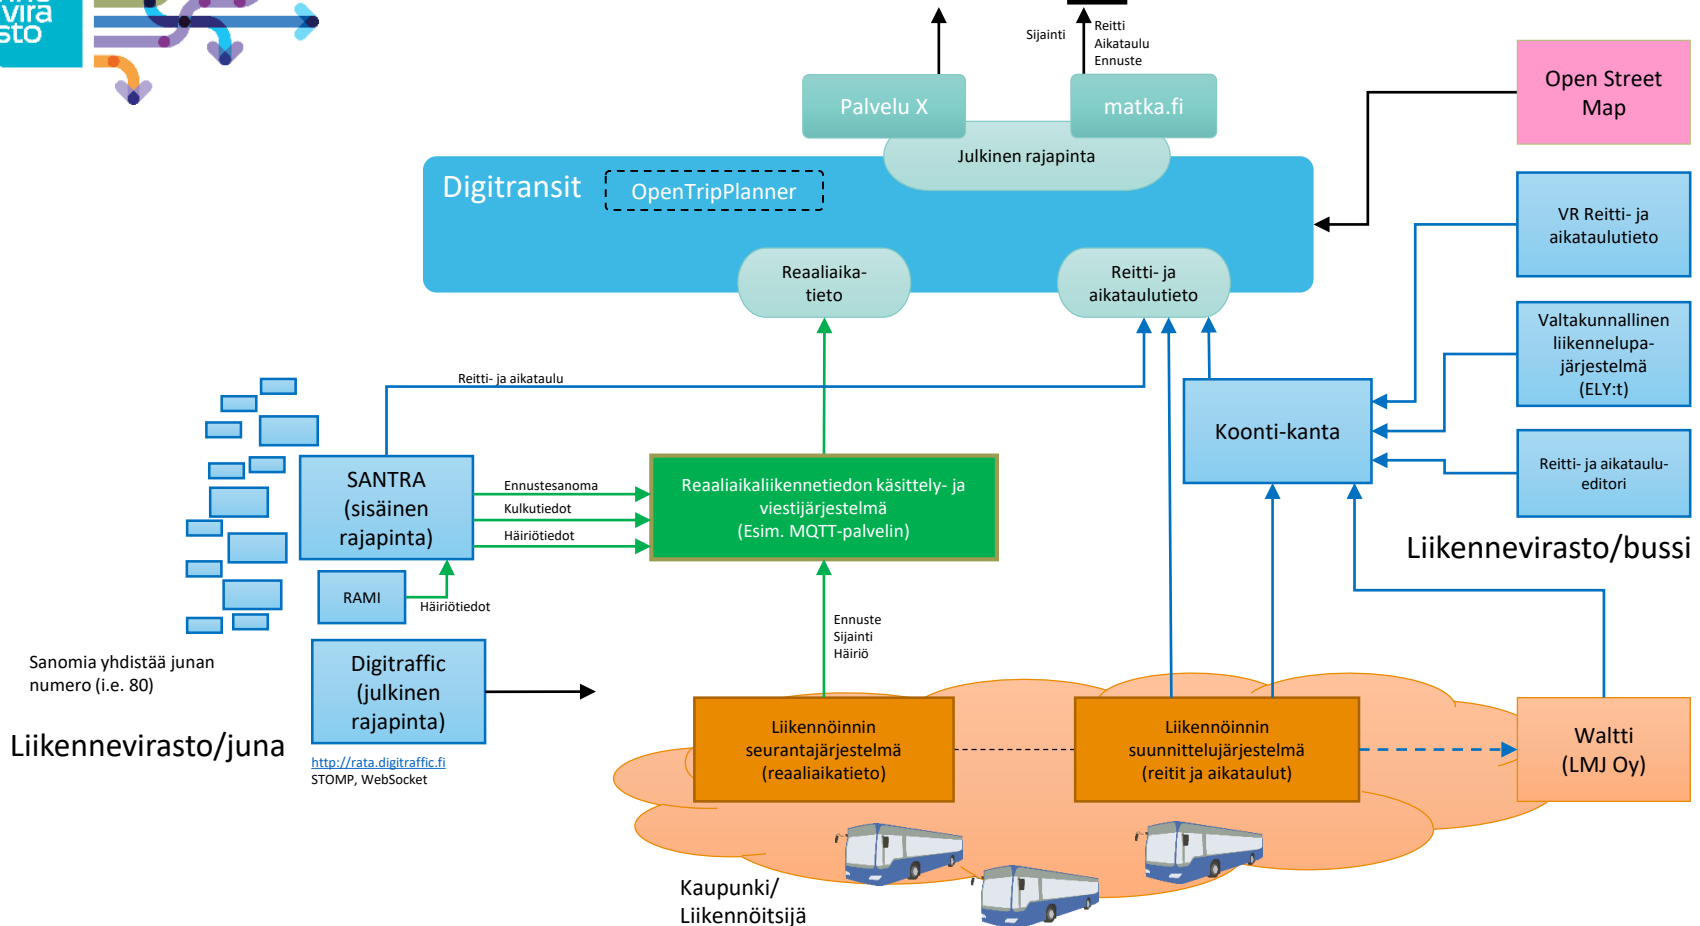 vira
sto
Sijainti
Reitti
Aikataulu
Ennuste
Palvelu X
matka.fi
Open Street
Map
Julkinen rajapinta
Digitransit
OpenTripPlanner
VR Reitti- ja
aikataulutieto
Reaaliaika-
tieto
Reitti- ja
aikataulutieto
Valtakunnallinen
liikennelupa-
järjestelmä
(ELY:t)
Reitti- ja aikataulu
Koonti-kanta
Reitti- ja aikataulu-
editori
SANTRA
(sisäinen
rajapinta)
Ennustesanoma
Kulkutiedot
Häiriötiedot
Reaaliaikaliikennetiedon käsittely- ja
viestijärjestelmä
(Esim. MQTT-palvelin)
Liikennevirasto/bussi
RAMI
Häiriötiedot
Ennuste
Sijainti
Häiriö
Sanomia yhdistää junan
numero (i.e. 80)
Digitraffic
(julkinen
rajapinta)
Liikennevirasto/juna
http://rata.digitraffic.fi
STOMP, WebSocket
Liikennöinnin
seurantajärjestelmä
(reaaliaikatieto)
Liikennöinnin
suunnittelujärjestelmä
(reitit ja aikataulut)
Waltti
(LMJ Oy)
Kaupunki/
Liikennöitsijä